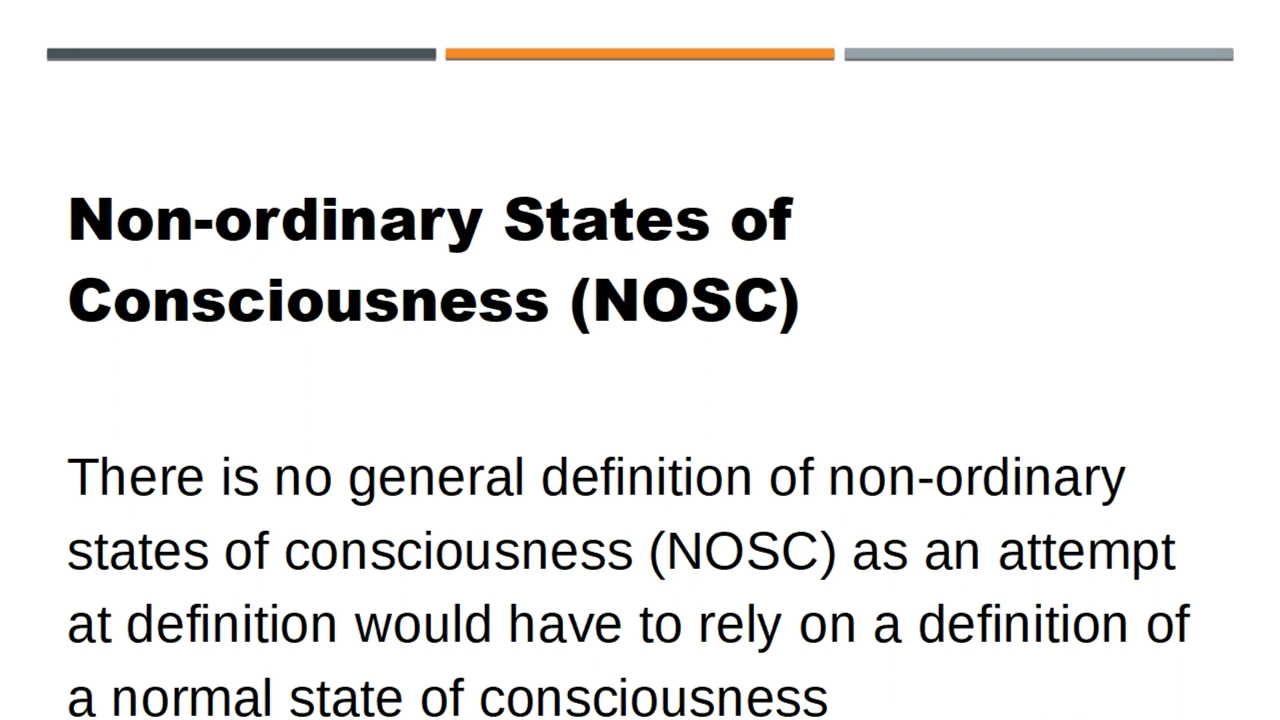 Non-ordinary States of
Consciousness (NOSC)
There is no general definition of non-ordinary
states of consciousness (NOSC) as an attempt
at definition would have to rely on a definition of
a normal state of consciousness